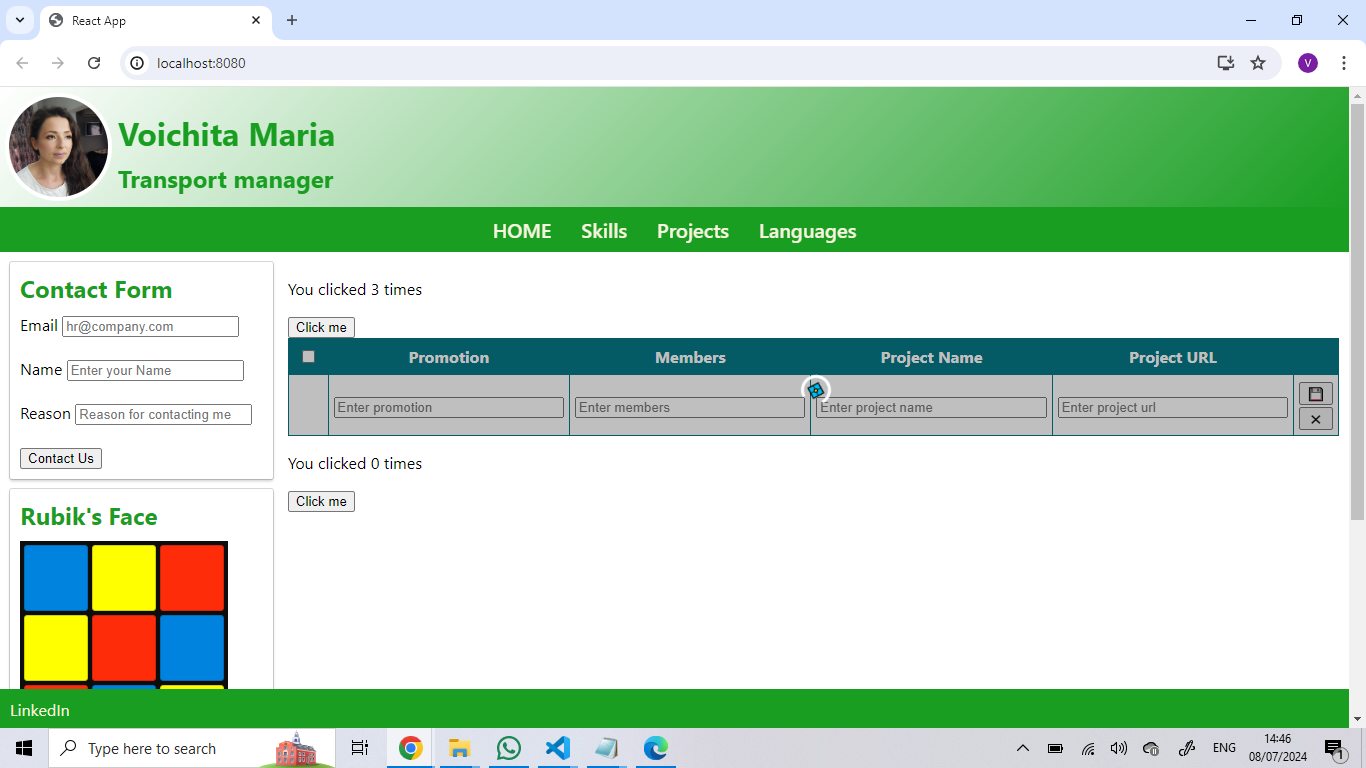 React App
localhost:8080
V
Voichita Maria
Transport manager
HOME Skills Projects Languages
Contact Form
Email hr@company.com
Name Enter your Name
Reason Reason for contacting me
Contact Us
Rubik's Face
You clicked 3 times
Click me
Promotion Members Project Name Project URL
Enter promotion Enter members Enter project name Enter project url
You clicked 0 times
Click me
LinkedIn
Type here to search
ENG
14:46
08/07/2024
1